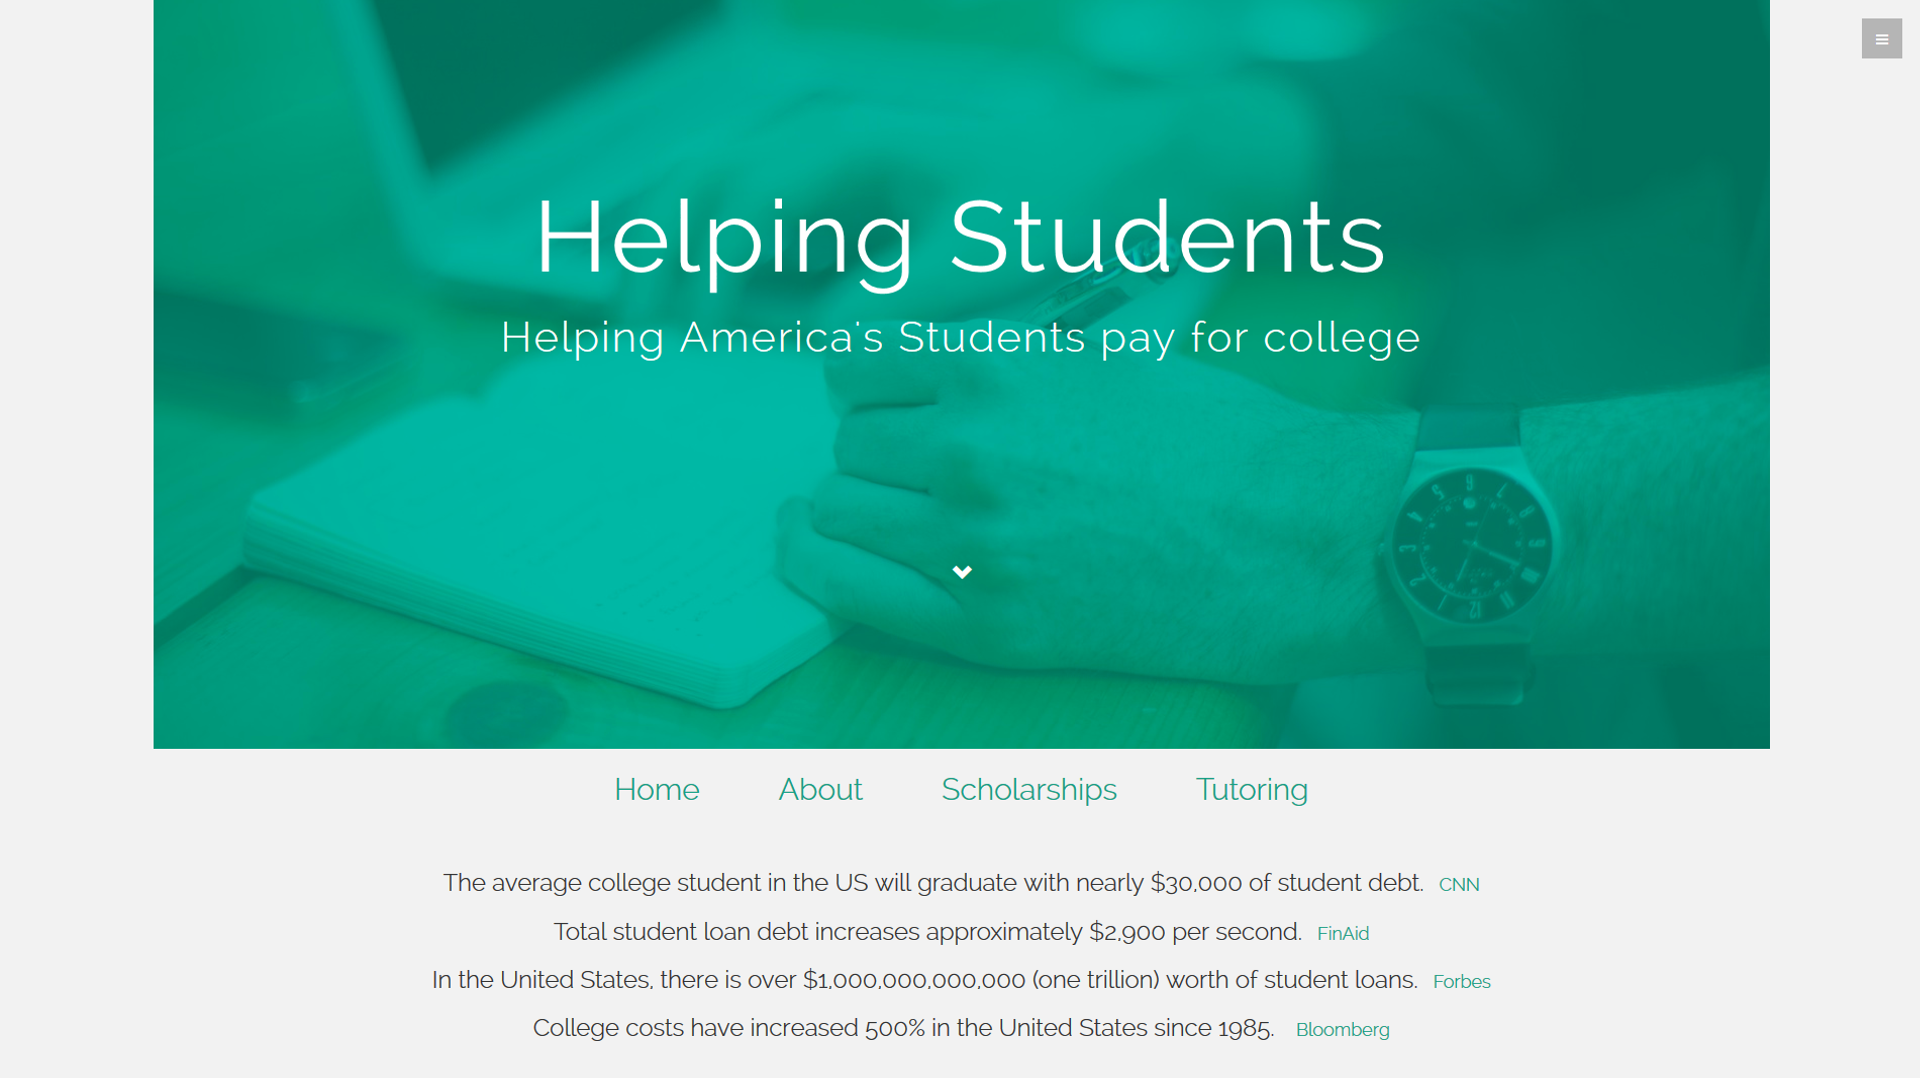 Helping Students
Helping America's Students pay for college
Home About Scholarships Tutoring
The average college student in the US will graduate with nearly $30,000 of student debt. CNN
Total student loan debt increases approximately $2,900 per second. FinAid
In the United States, there is over $1,000,000,000,000 (one trillion) worth of student loans. Forbes
College costs have increased 500% in the United States since 1985. Bloomberg